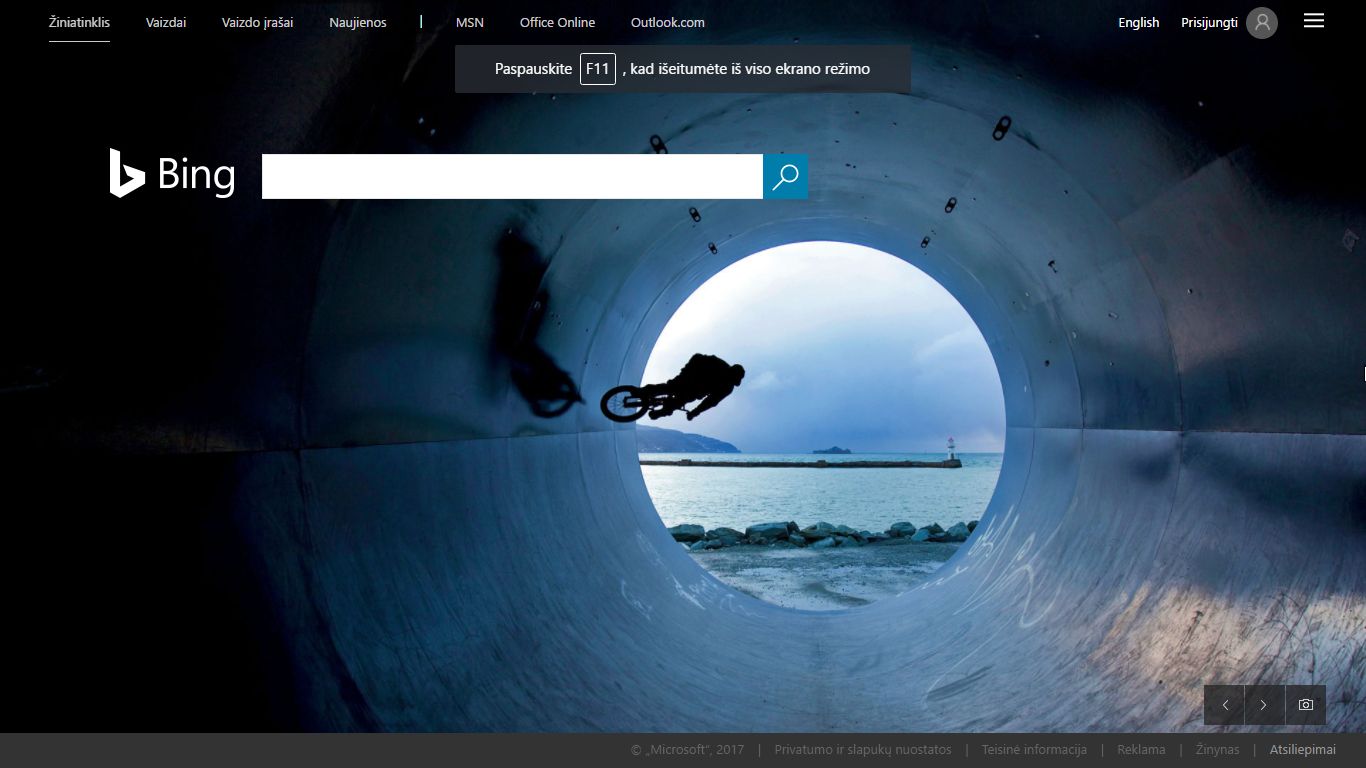 Žiniatinklis Vaizdai Vaizdo įrašai Naujienos | MSN Office Online Outlook.com English Prisijungti
Paspauskite F11 , kad išeitumėte iš viso ekrano režimo
Bing
© „Microsoft“, 2017 | Privatumo ir slapukų nuostatos | Teisinė informacija | Reklama | Žinynas | Atsiliepimai